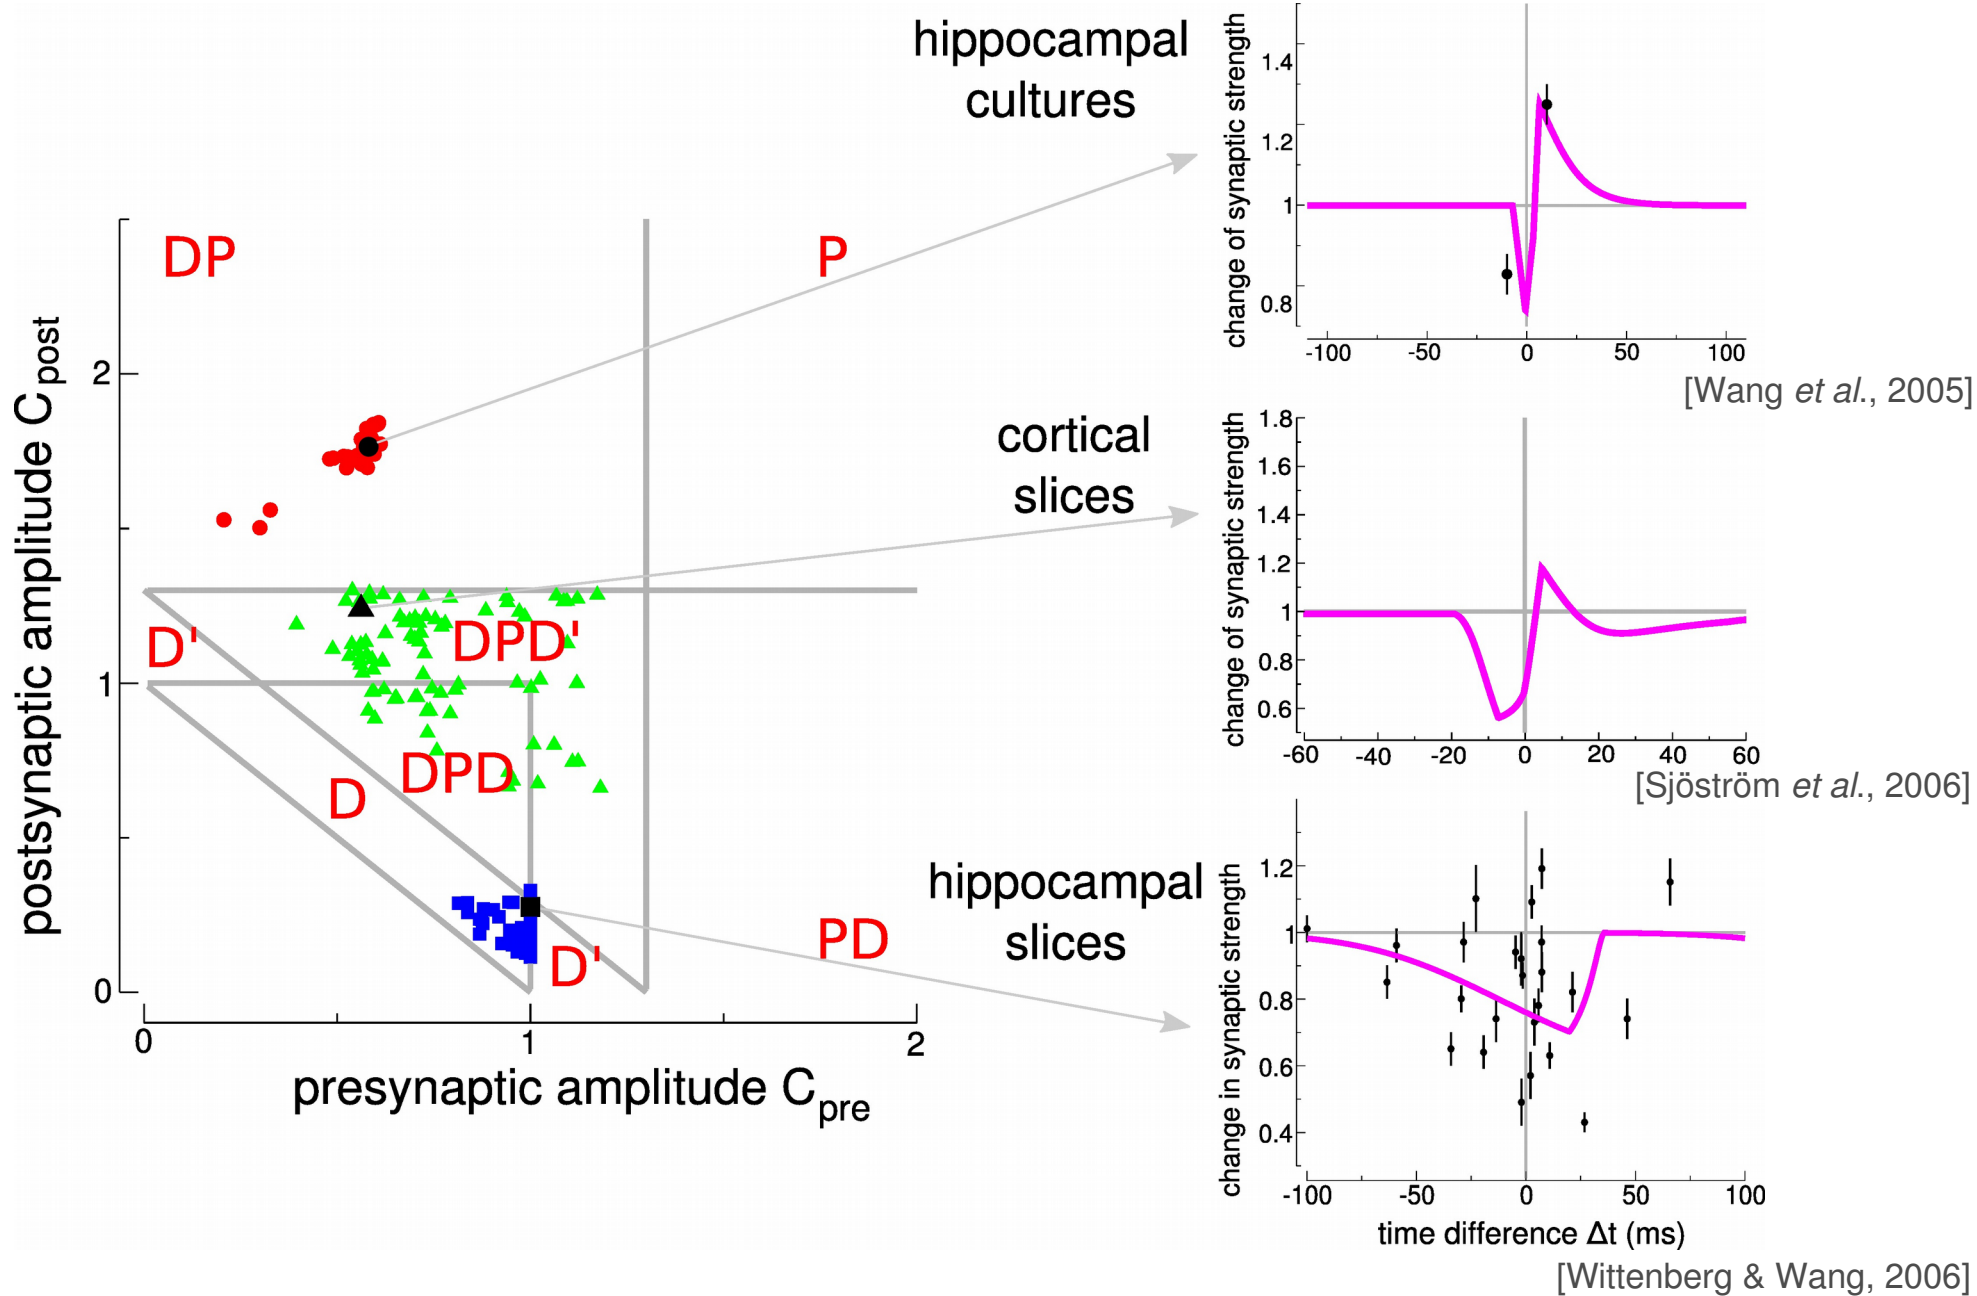 hippocampal
cultures
DP
P
postsynaptic amplitude C post
2
1
0
D'
DPD'
DPD
D
D'
PD
0
1
2
presynaptic amplitude C pre
cortical
slices
hippocampal
slices
change of synaptic strength
1.4
1.2
1
0.8
-100
-50
0
50
100
[Wang et al., 2005]
change of synaptic strength
1.8
1.6
1.4
1.2
1
0.8
0.6
-60
-40
-20
0
20
40
60
[Sjöström et al., 2006]
change in synaptic strength
1.2
1
0.8
0.6
0.4
-100
-50
0
50
100
time difference Δt (ms)
[Wittenberg & Wang, 2006]